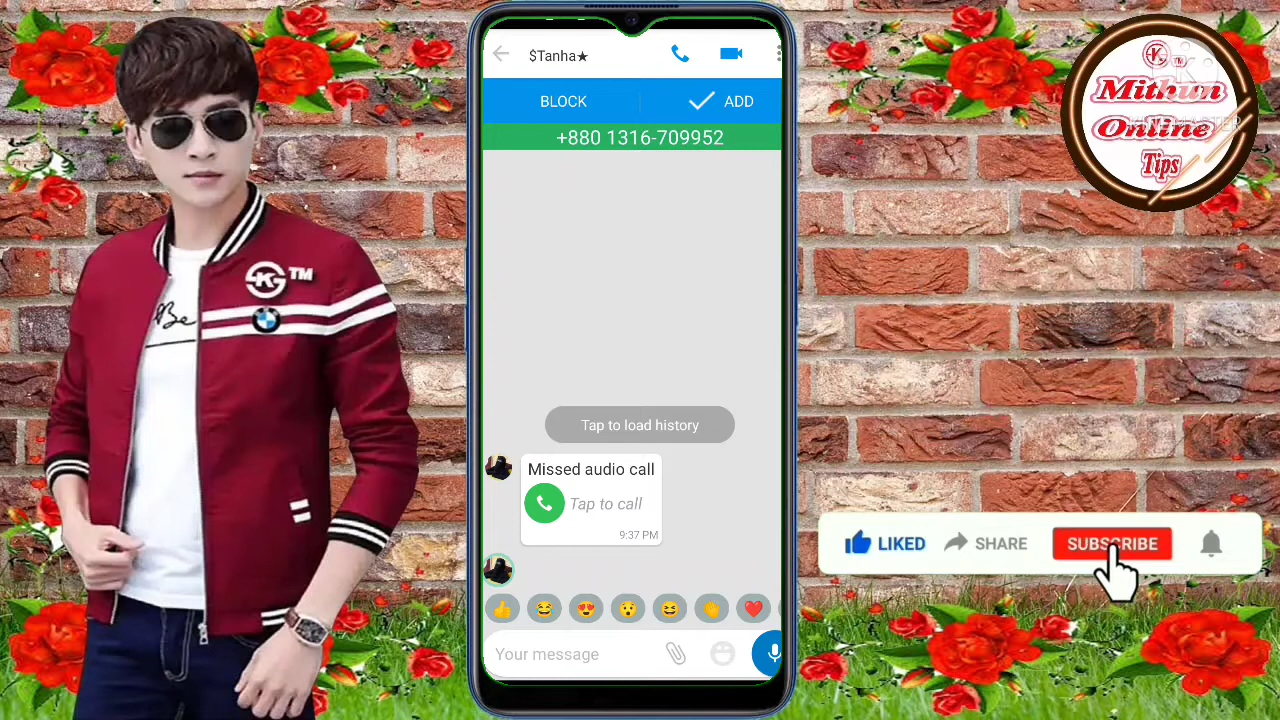 $Tanha★
BLOCK
ADD
+880 1316-709952
Tap to load history
Missed audio call
Tap to call
9:37 PM
Your message
Be
SK TM
Mithun
Online
Tips
LIKED
SHARE
SUBSCRIBE